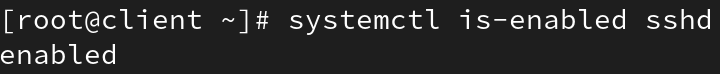 [root@client ~]# systemctl is-enabled sshd
enabled